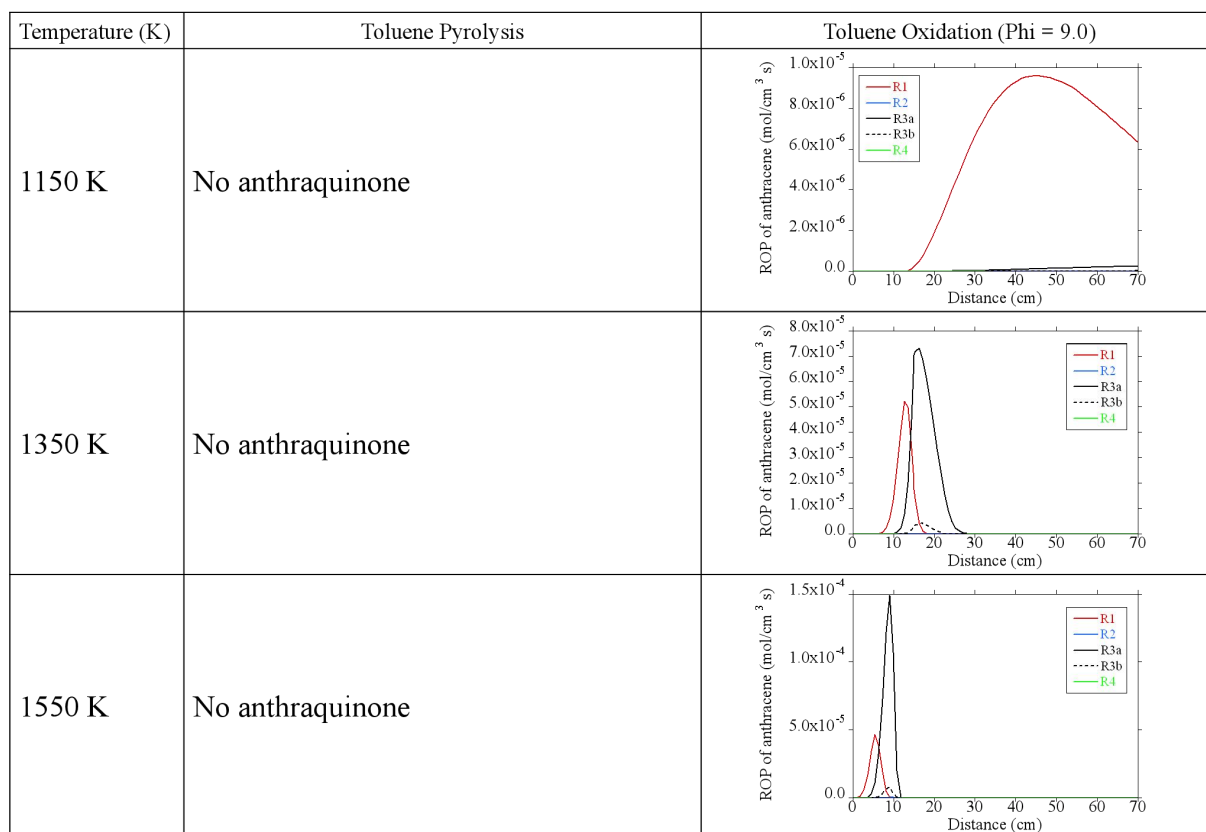 Temperature (K) Toluene Pyrolysis Toluene Oxidation (Phi = 9.0)
1150 K No anthraquinone
ROP of anthracene (mol/cm³ s)
1.0x10⁻⁵
8.0x10⁻⁶
6.0x10⁻⁶
4.0x10⁻⁶
2.0x10⁻⁶
0.0
R1
R2
R3a
R3b
R4
0 10 20 30 40 50 60 70
Distance (cm)
1350 K No anthraquinone
ROP of anthracene (mol/cm³ s)
8.0x10⁻⁵
7.0x10⁻⁵
6.0x10⁻⁵
5.0x10⁻⁵
4.0x10⁻⁵
3.0x10⁻⁵
2.0x10⁻⁵
1.0x10⁻⁵
0.0
R1
R2
R3a
R3b
R4
0 10 20 30 40 50 60 70
Distance (cm)
1550 K No anthraquinone
ROP of anthracene (mol/cm³ s)
1.5x10⁻⁴
1.0x10⁻⁴
5.0x10⁻⁵
0.0
R1
R2
R3a
R3b
R4
0 10 20 30 40 50 60 70
Distance (cm)